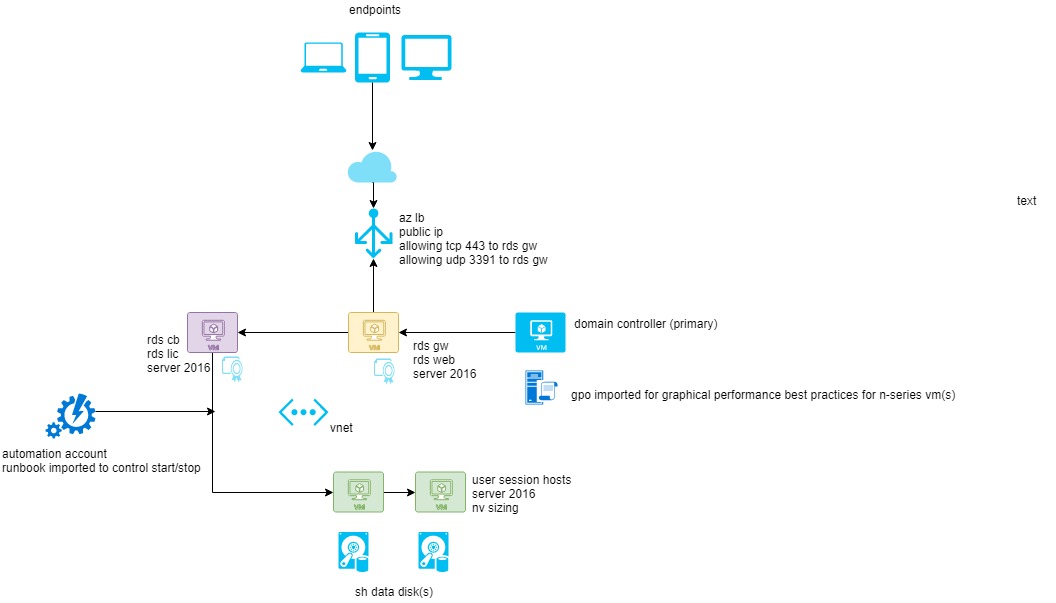 endpoints
text
az lb
public ip
allowing tcp 443 to rds gw
allowing udp 3391 to rds gw
VM
VM
VM
domain controller (primary)
rds cb
rds lic
server 2016
rds gw
rds web
server 2016
gpo imported for graphical performance best practices for n-series vm(s)
vnet
automation account
runbook imported to control start/stop
VM
VM
user session hosts
server 2016
nv sizing
sh data disk(s)